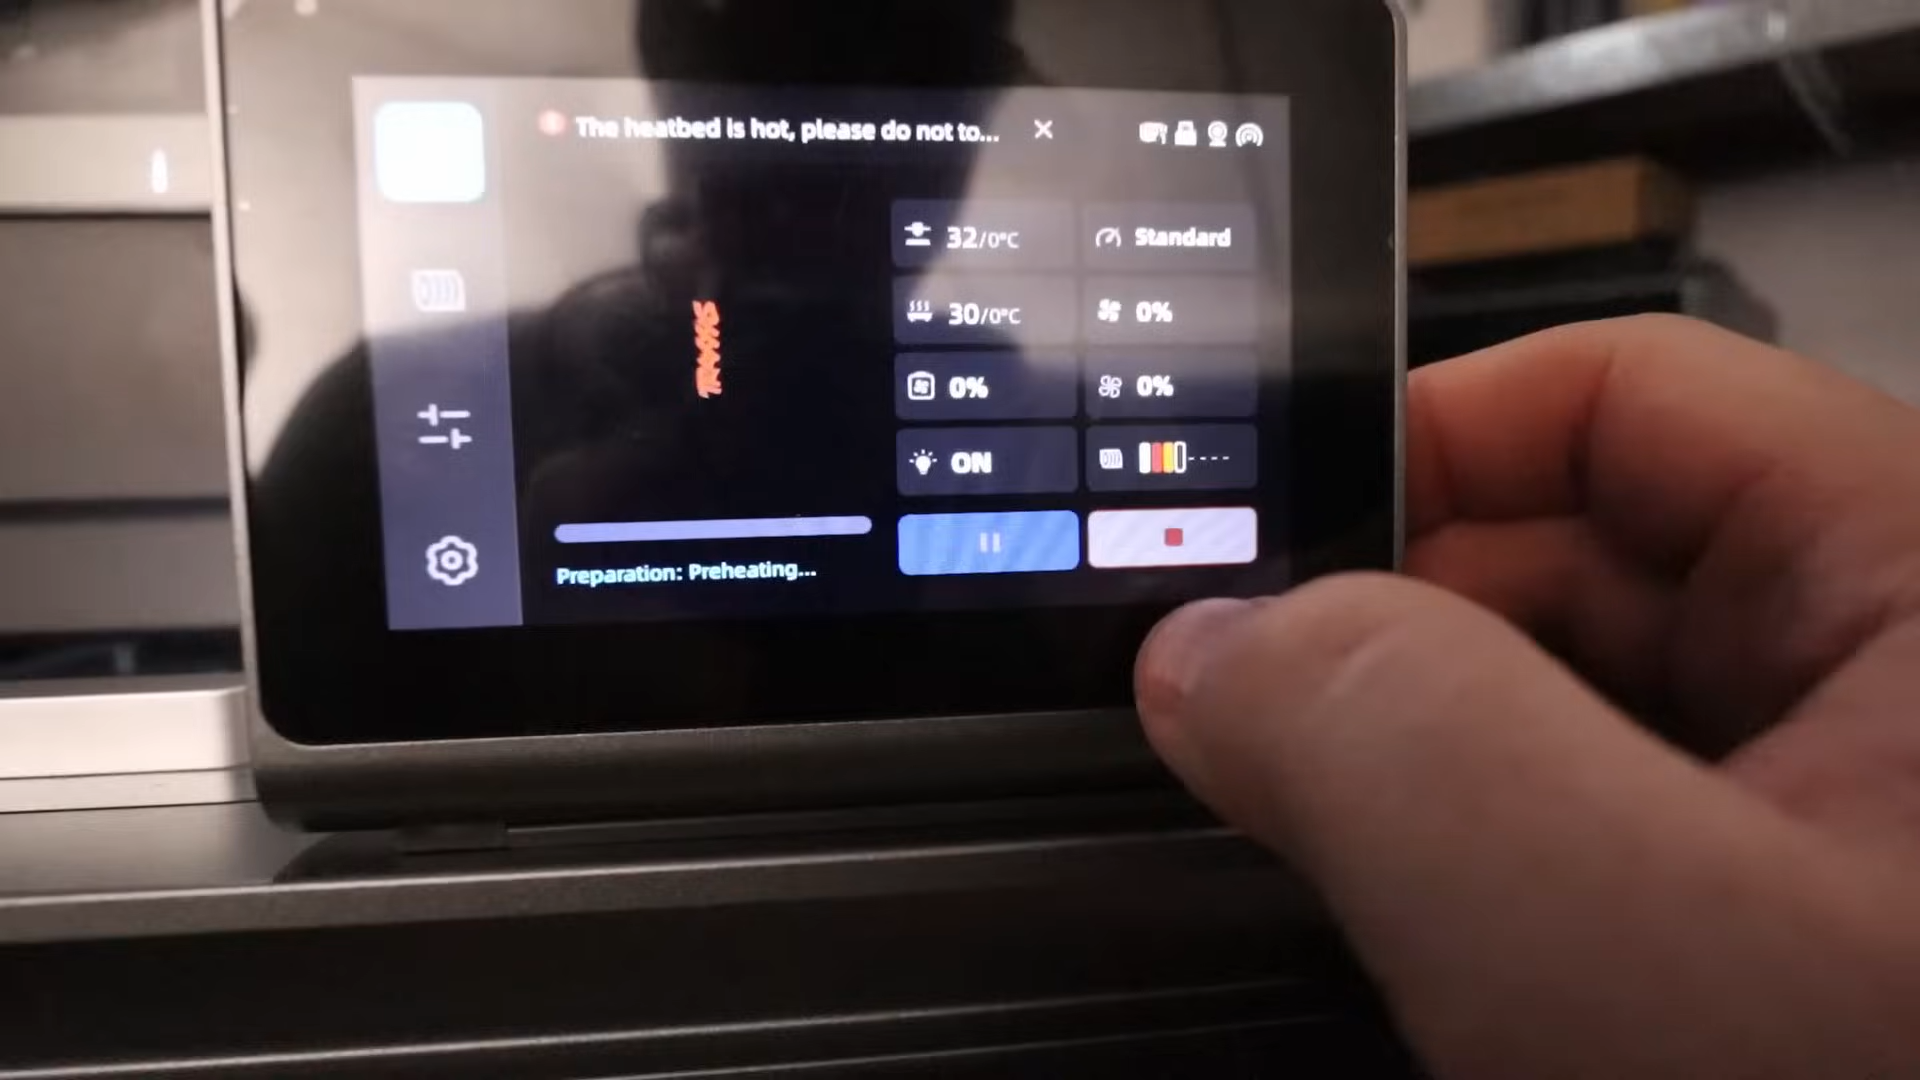 The heatbed is hot, please do not to...
32/0°C
Standard
30/0°C
0%
0%
0%
ON
----
TRAXXAS
Preparation: Preheating...